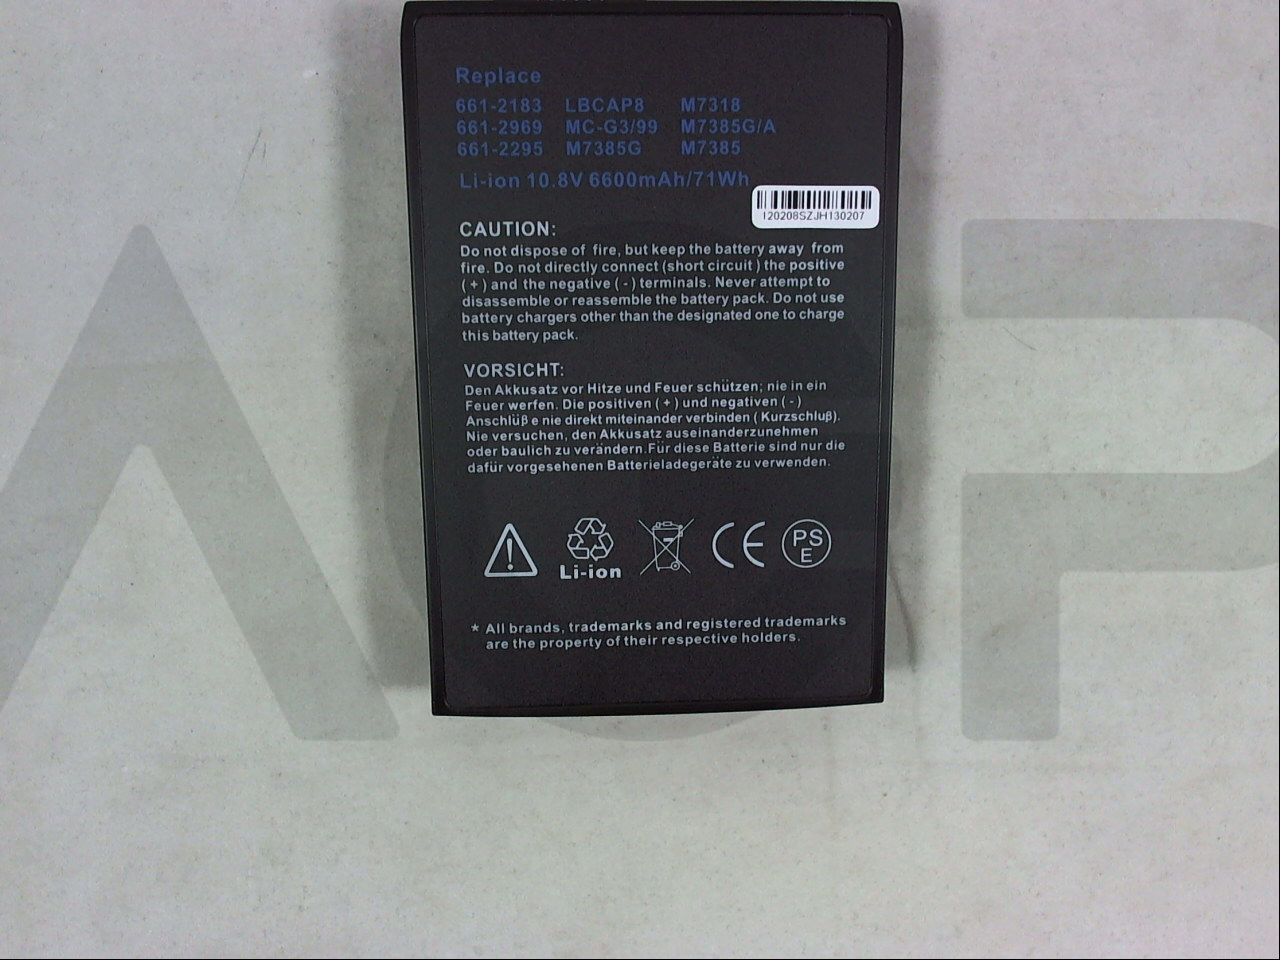 Replace
661-2183 LBCAP8 M7318
661-2969 MC-G3/99 M7385G/A
661-2295 M7385G M7385
Li-ion 10.8V 6600mAh/71Wh
120208SZJH130207
CAUTION:
Do not dispose of fire, but keep the battery away from
fire. Do not directly connect (short circuit ) the positive
( + ) and the negative ( - ) terminals. Never attempt to
disassemble or reassemble the battery pack. Do not use
battery chargers other than the designated one to charge
this battery pack.
VORSICHT:
Den Akkusatz vor Hitze und Feuer schützen; nie in ein
Feuer werfen. Die positiven ( + ) und negativen ( - )
Anschlüß e nie direkt miteinander verbinden ( Kurzschluß).
Nie versuchen, den Akkusatz auseinanderzunehmen
oder baulich zu verändern.Für diese Batterie sind nur die
dafür vorgesehenen Batterieladegeräte zu verwenden.
Li-ion
CE
PS
E
* All brands, trademarks and registered trademarks
are the property of their respective holders.
ACP